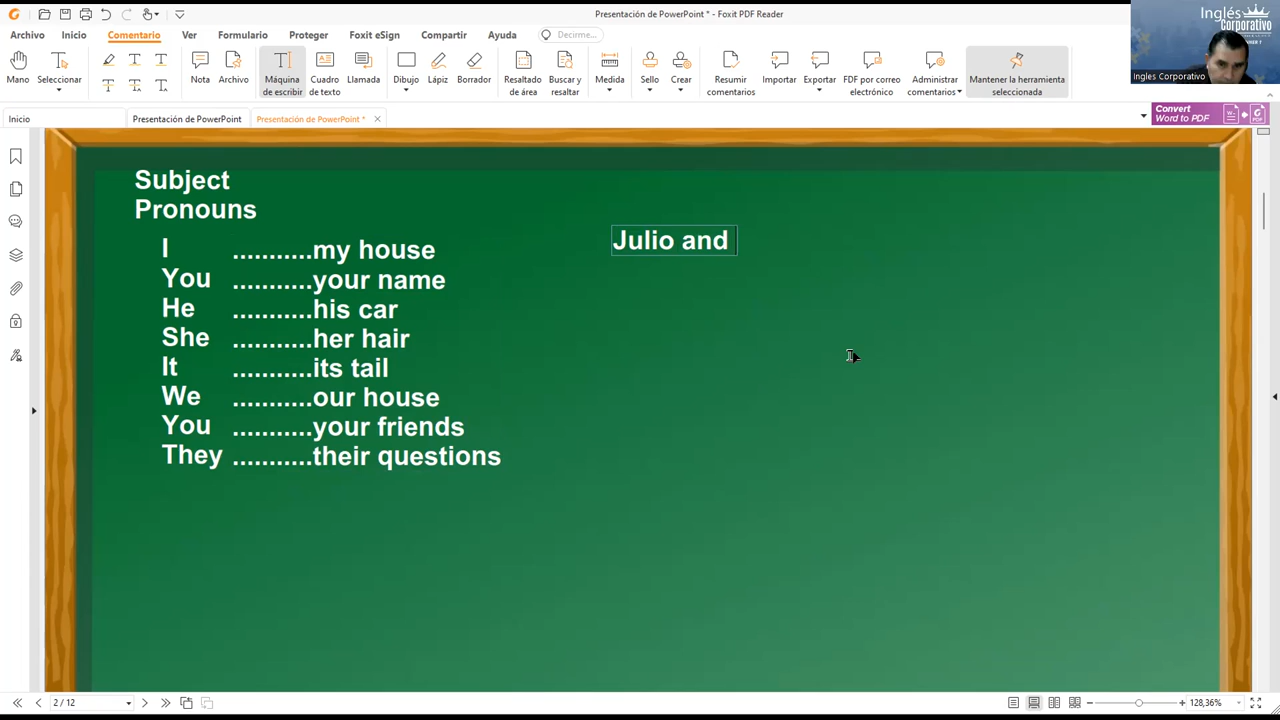 Presentación de PowerPoint * - Foxit PDF Reader
Inglés
Corporativo
Ingles Corporativo
Archivo Inicio Comentario Ver Formulario Proteger Foxit eSign Compartir Ayuda Decirme...
Mano
Seleccionar
Nota
Archivo
Máquina de escribir
Cuadro de texto
Llamada
Dibujo
Lápiz
Borrador
Resaltado de área
Buscar y resaltar
Medida
Sello
Crear
Resumir comentarios
Importar
Exportar
FDF por correo electrónico
Administrar comentarios
Mantener la herramienta seleccionada
Inicio Presentación de PowerPoint Presentación de PowerPoint *
Convert
Word to PDF
Subject
Pronouns
I ...........my house
You ...........your name
He ...........his car
She ...........her hair
It ...........its tail
We ...........our house
You ...........your friends
They ...........their questions
Julio and
2 / 12
128,36%